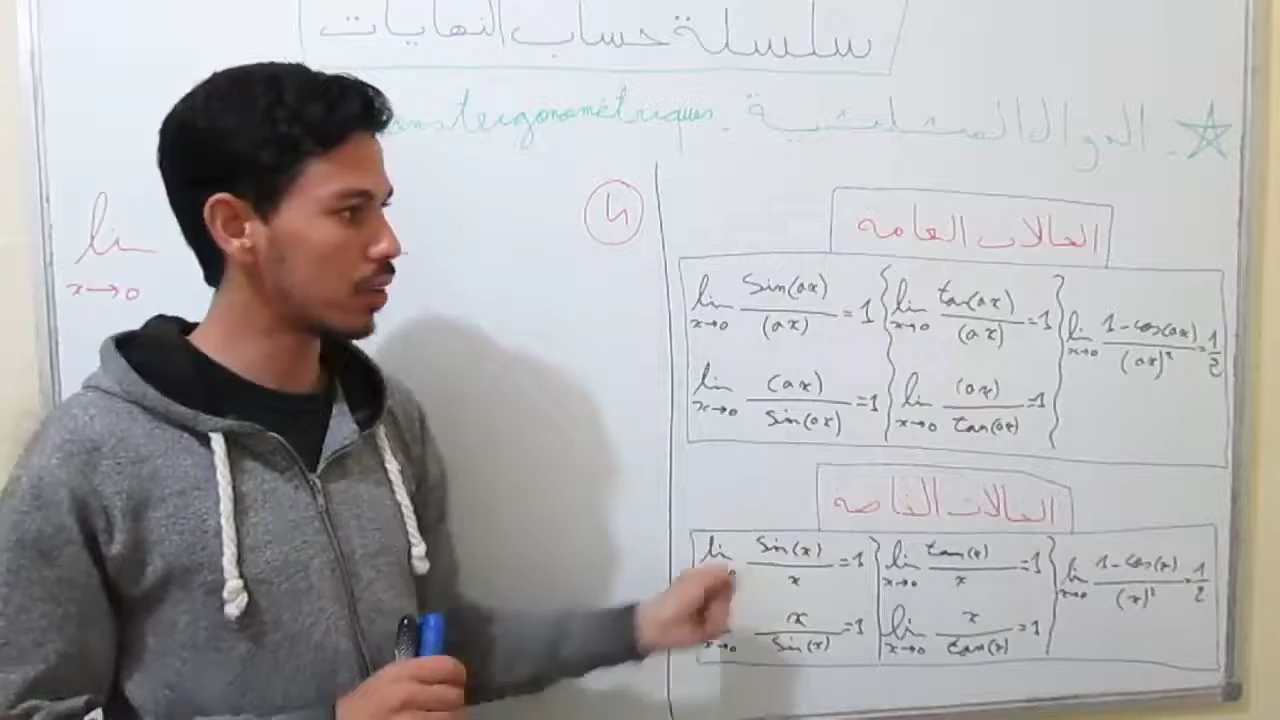 سلسلة حساب النهايات
★ الدوال المثلثية - trigonométriques.
lim x→0
4
الحالات العامة
lim x→0 sin(ax)/(ax) = 1
lim x→0 tan(ax)/(ax) = 1
lim x→0 1-cos(ax)/(ax)² = 1/2
lim x→0 (ax)/sin(ax) = 1
lim x→0 (ax)/tan(ax) = 1
الحالات الخاصة
lim sin(x)/x = 1
lim x→0 tan(x)/x = 1
lim x→0 1-cos(x)/(x)² = 1/2
x→0 x/sin(x) = 1
lim x→0 x/tan(x) = 1